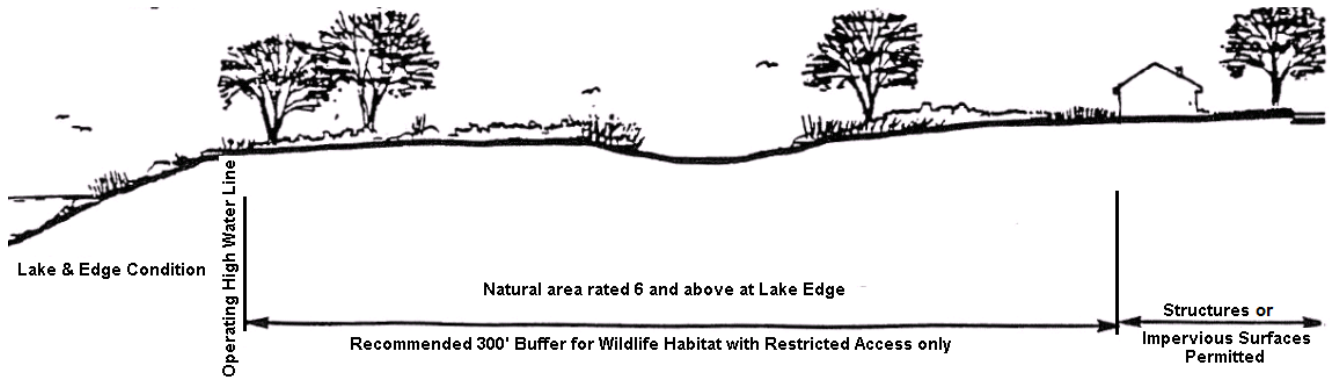 Lake & Edge Condition
Operating High Water Line
Natural area rated 6 and above at Lake Edge
Recommended 300' Buffer for Wildlife Habitat with Restricted Access only
Structures or
Impervious Surfaces
Permitted